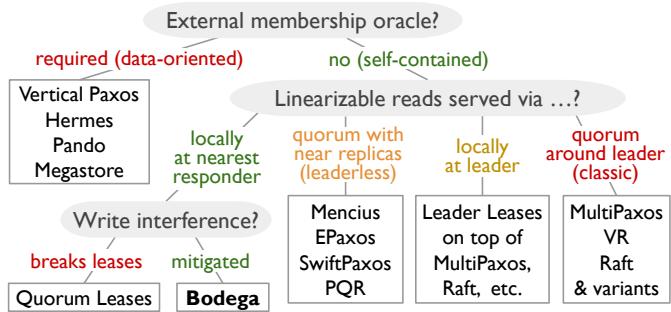 External membership oracle?
required (data-oriented)
no (self-contained)
Vertical Paxos
Hermes
Pando
Megastore
Linearizable reads served via ...?
locally
at nearest
responder
quorum with
near replicas
(leaderless)
locally
at leader
quorum
around leader
(classic)
Write interference?
breaks leases
mitigated
Quorum Leases
Bodega
Mencius
EPaxos
SwiftPaxos
PQR
Leader Leases
on top of
MultiPaxos,
Raft, etc.
MultiPaxos
VR
Raft
& variants